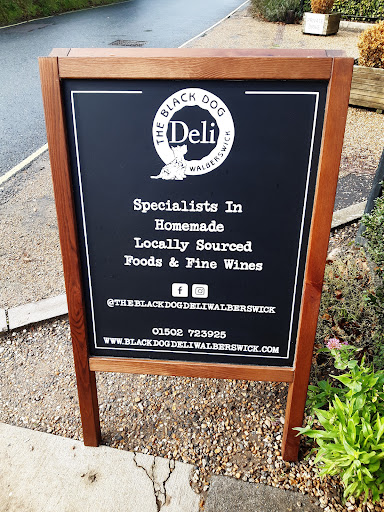 THE BLACK DOG
Deli
WALBERSWICK
Specialists In
Homemade
Locally Sourced
Foods & Fine Wines
@THEBLACKDOGDELIWALBERSWICK
01502 723925
WWW.BLACKDOGDELIWALBERSWICK.COM